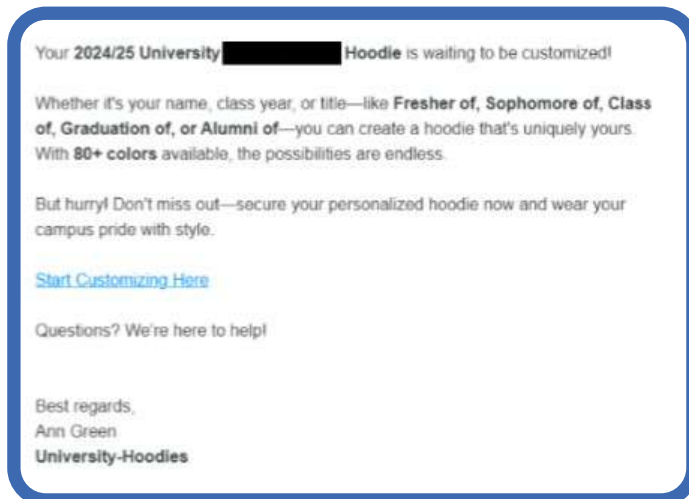 Your 2024/25 University Hoodie is waiting to be customized!
Whether it's your name, class year, or title—like Fresher of, Sophomore of, Class
of, Graduation of, or Alumni of—you can create a hoodie that's uniquely yours.
With 80+ colors available, the possibilities are endless.
But hurry! Don't miss out—secure your personalized hoodie now and wear your
campus pride with style.
Start Customizing Here
Questions? We're here to help!
Best regards,
Ann Green
University-Hoodies